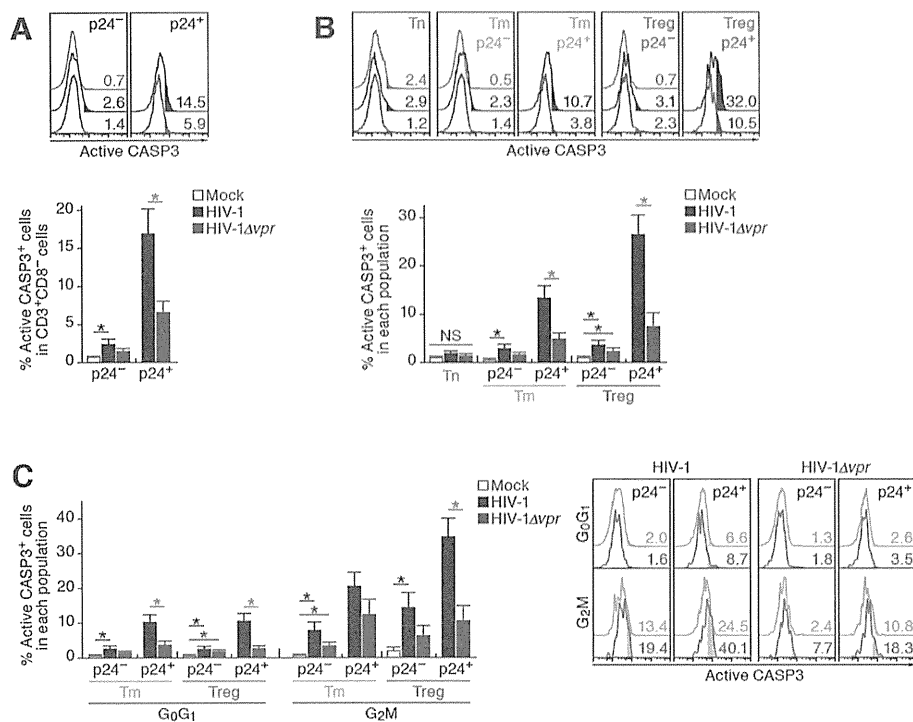 A
p24⁻ p24⁺
0.7
2.6 14.5
1.4 5.9
Active CASP3
Mock
HIV-1
HIV-1Δvpr
% Active CASP3⁺ cells
in CD3⁺CD8⁻ cells
20
15
10
5
0
*
*
p24⁻ p24⁺
B
Tn Tm Tm Treg Treg
p24⁻ p24⁺ p24⁻ p24⁺
2.4 0.5 0.7
2.9 2.3 10.7 3.1 32.0
1.2 1.4 3.8 2.3 10.5
Active CASP3
Mock
HIV-1
HIV-1Δvpr
% Active CASP3⁺ cells
in each population
30
20
10
0
NS * * * * *
p24⁻ p24⁺ p24⁻ p24⁺
Tn Tm Treg
C
Mock
HIV-1
HIV-1Δvpr
% Active CASP3⁺ cells
in each population
40
30
20
10
0
* * * * * * * * *
p24⁻ p24⁺ p24⁻ p24⁺ p24⁻ p24⁺ p24⁻ p24⁺
Tm Treg Tm Treg
G₀G₁ G₂M
HIV-1 HIV-1Δvpr
p24⁻ p24⁺ p24⁻ p24⁺
G₀G₁
2.0 6.6 1.3 2.6
1.6 8.7 1.8 3.5
G₂M
13.4 24.5 2.4 10.8
19.4 40.1 7.7 18.3
Active CASP3